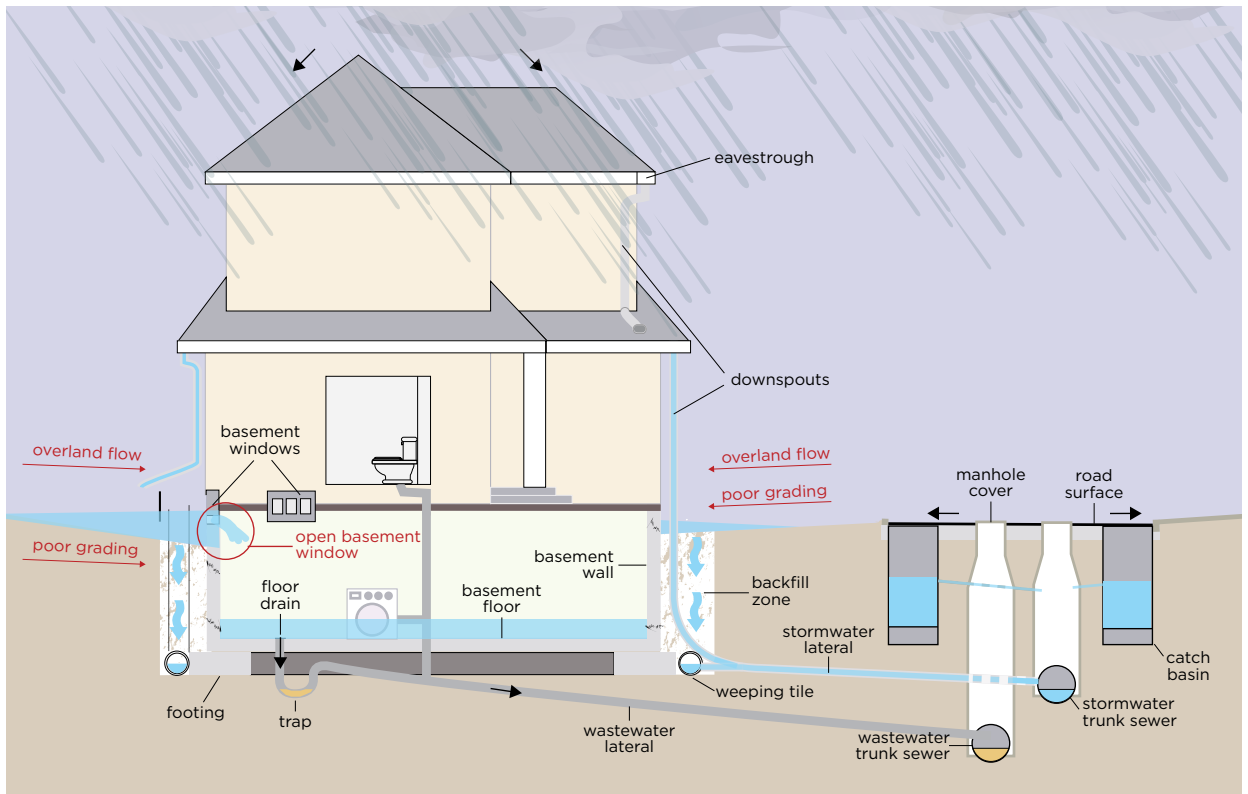 eavestrough
downspouts
basement
windows
overland flow
overland flow
manhole
cover
road
surface
poor grading
poor grading
open basement
window
basement
wall
floor
drain
basement
floor
backfill
zone
stormwater
lateral
catch
basin
weeping tile
footing
trap
stormwater
trunk sewer
wastewater
lateral
wastewater
trunk sewer